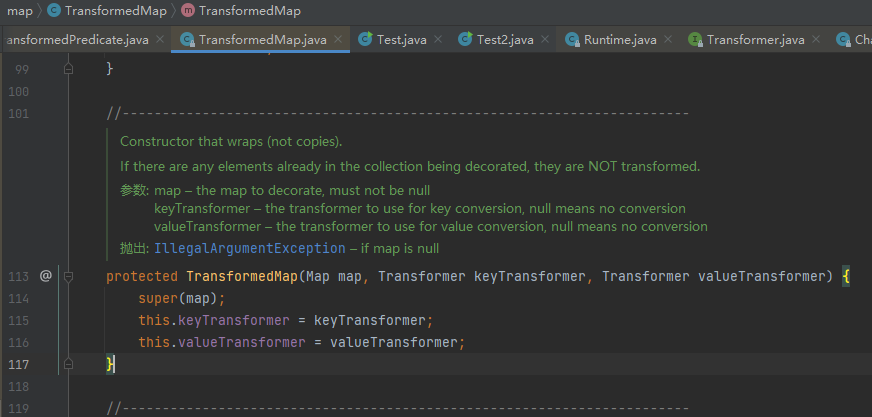 map TransformedMap TransformedMap
ansformedPredicate.java TransformedMap.java Test.java Test2.java Runtime.java Transformer.java Cha
99 }
100
101 //-----------------------------------------------------------------------
Constructor that wraps (not copies).
If there are any elements already in the collection being decorated, they are NOT transformed.
参数: map – the map to decorate, must not be null
keyTransformer – the transformer to use for key conversion, null means no conversion
valueTransformer – the transformer to use for value conversion, null means no conversion
抛出: IllegalArgumentException – if map is null
113 @ protected TransformedMap(Map map, Transformer keyTransformer, Transformer valueTransformer) {
114 super(map);
115 this.keyTransformer = keyTransformer;
116 this.valueTransformer = valueTransformer;
117 }
118
119 //-----------------------------------------------------------------------